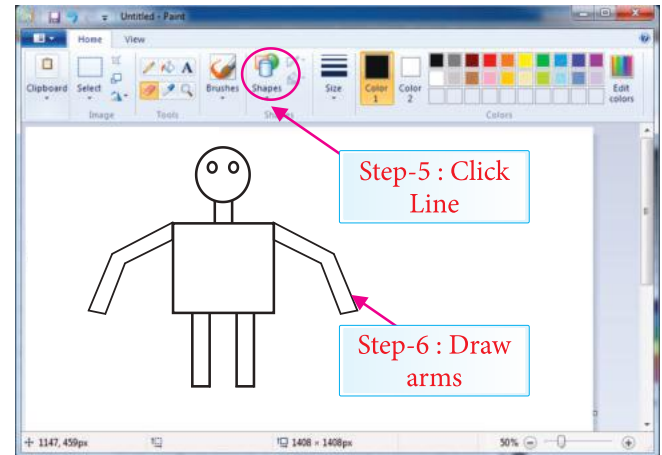 Untitled - Paint
Home View
Clipboard Select Brushes Shapes Size Color 1 Color 2 Edit colors
Image Tools Shapes Colors
Step-5 : Click
Line
Step-6 : Draw
arms
1147, 459px 1408 × 1408px 50%